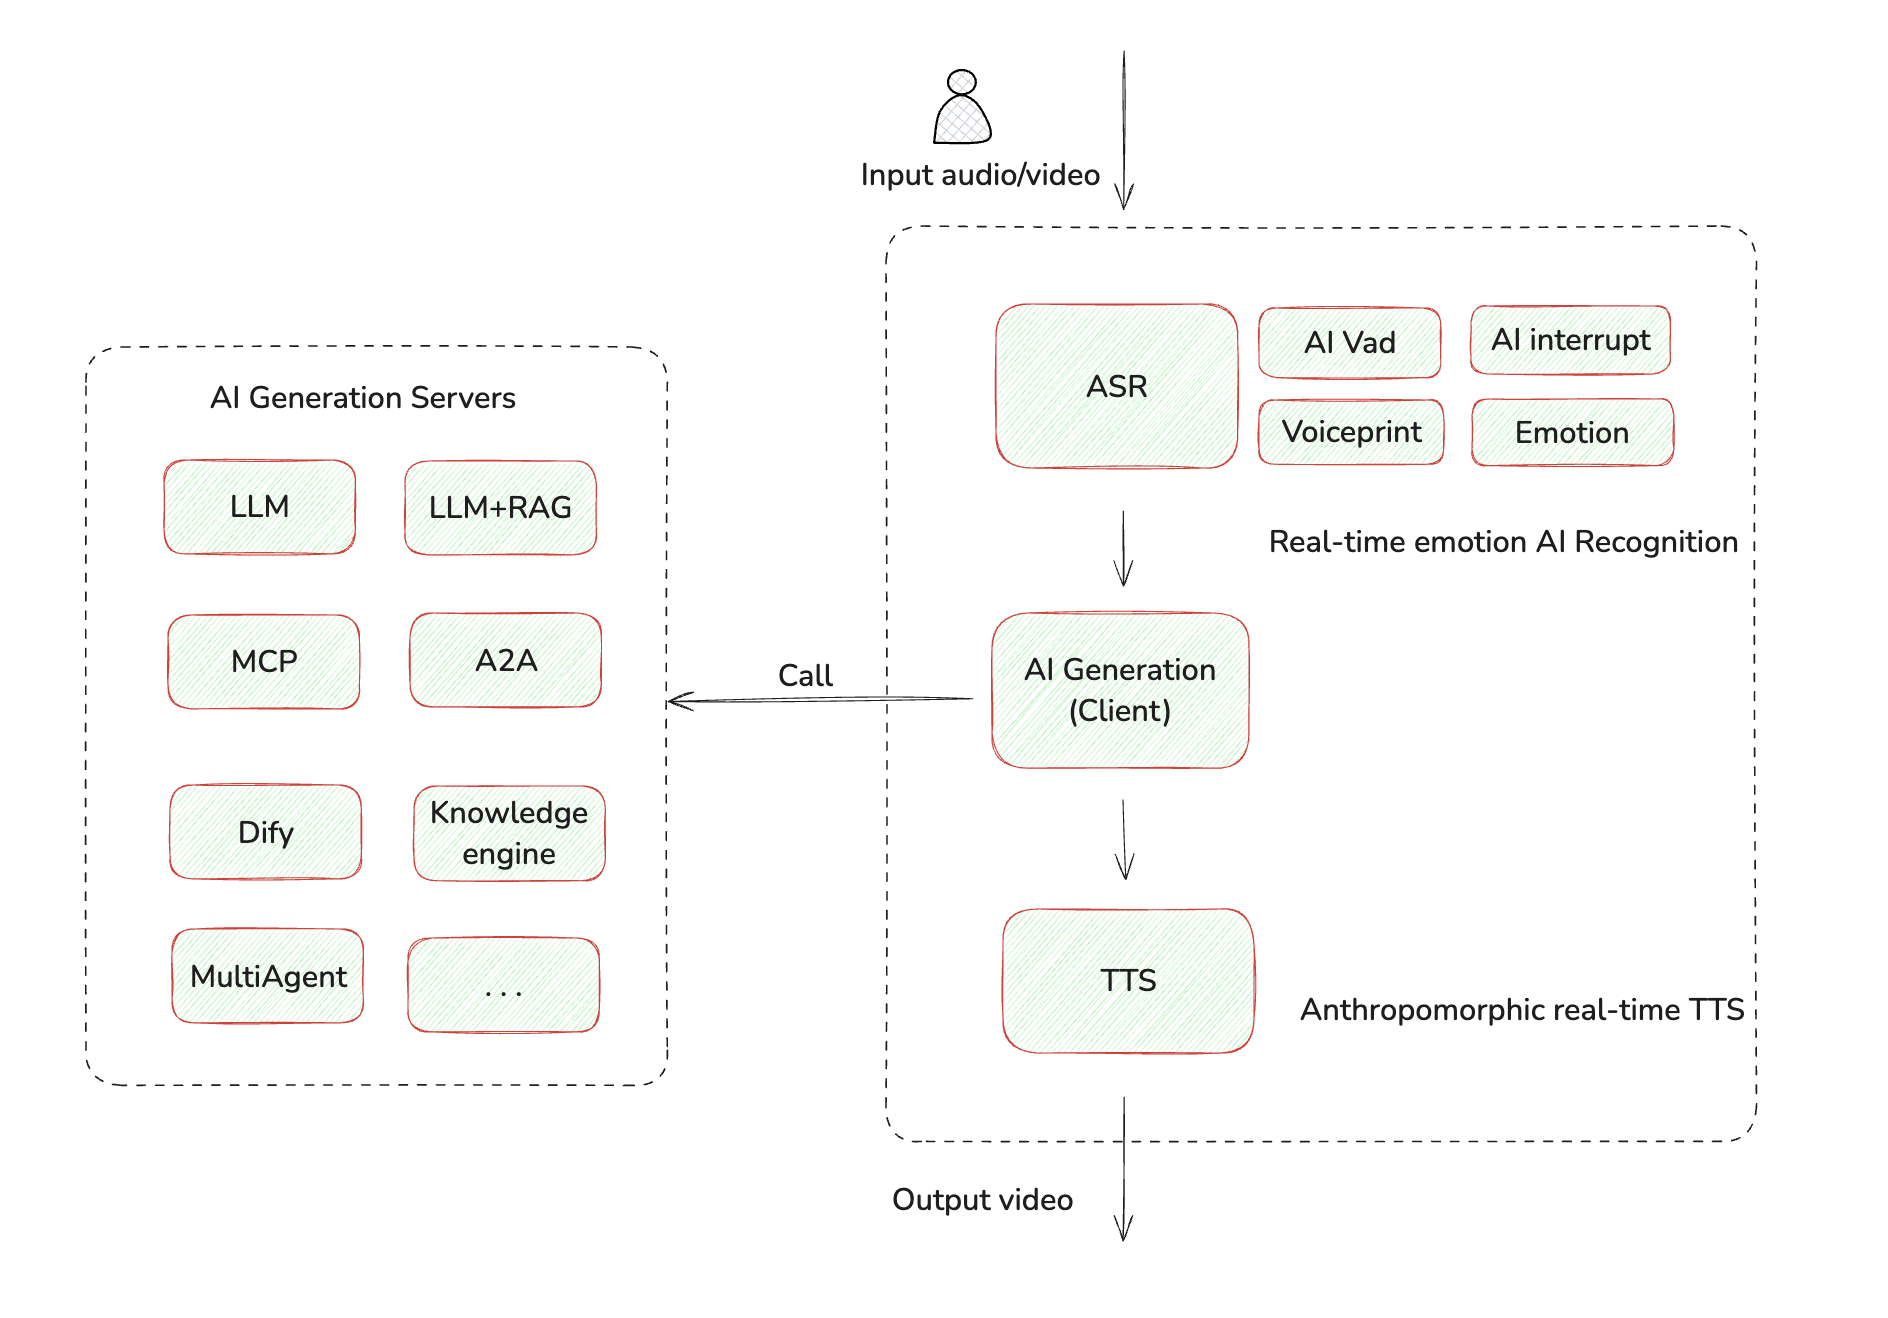 Input audio/video
ASR
AI Vad
AI interrupt
Voiceprint
Emotion
Real-time emotion AI Recognition
AI Generation
(Client)
Call
AI Generation Servers
LLM
LLM+RAG
MCP
A2A
Dify
Knowledge
engine
MultiAgent
. . .
TTS
Anthropomorphic real-time TTS
Output video